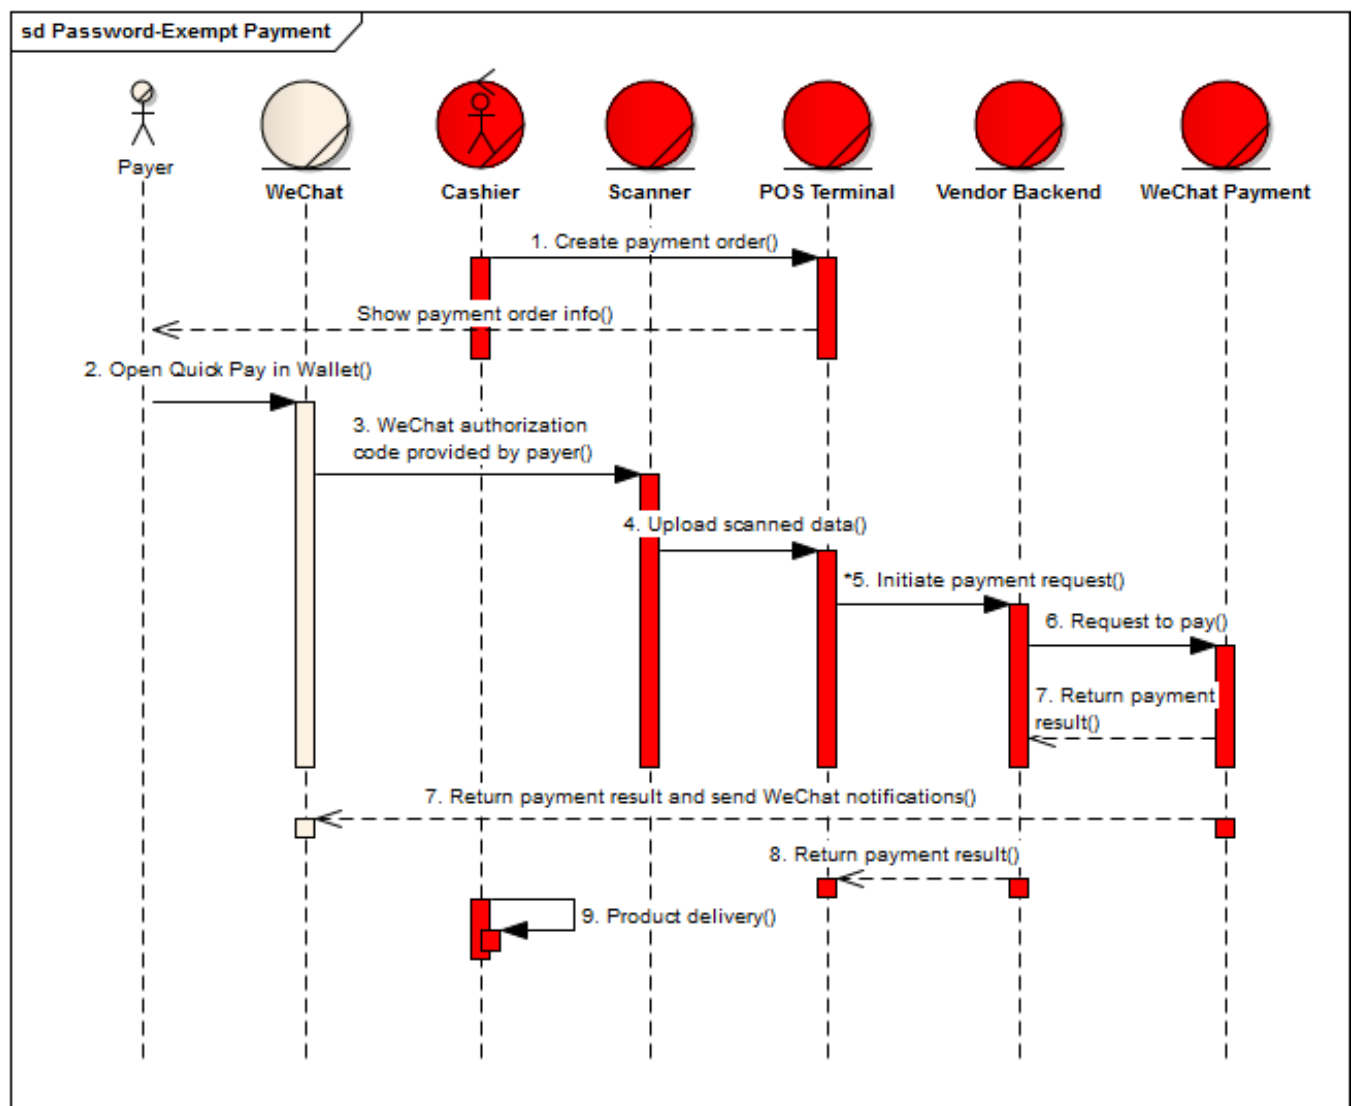 sd Password-Exempt Payment
Payer
WeChat
Cashier
Scanner
POS Terminal
Vendor Backend
WeChat Payment
1. Create payment order()
Show payment order info()
2. Open Quick Pay in Wallet()
3. WeChat authorization
code provided by payer()
4. Upload scanned data()
*5. Initiate payment request()
6. Request to pay()
7. Return payment
result()
7. Return payment result and send WeChat notifications()
8. Return payment result()
9. Product delivery()